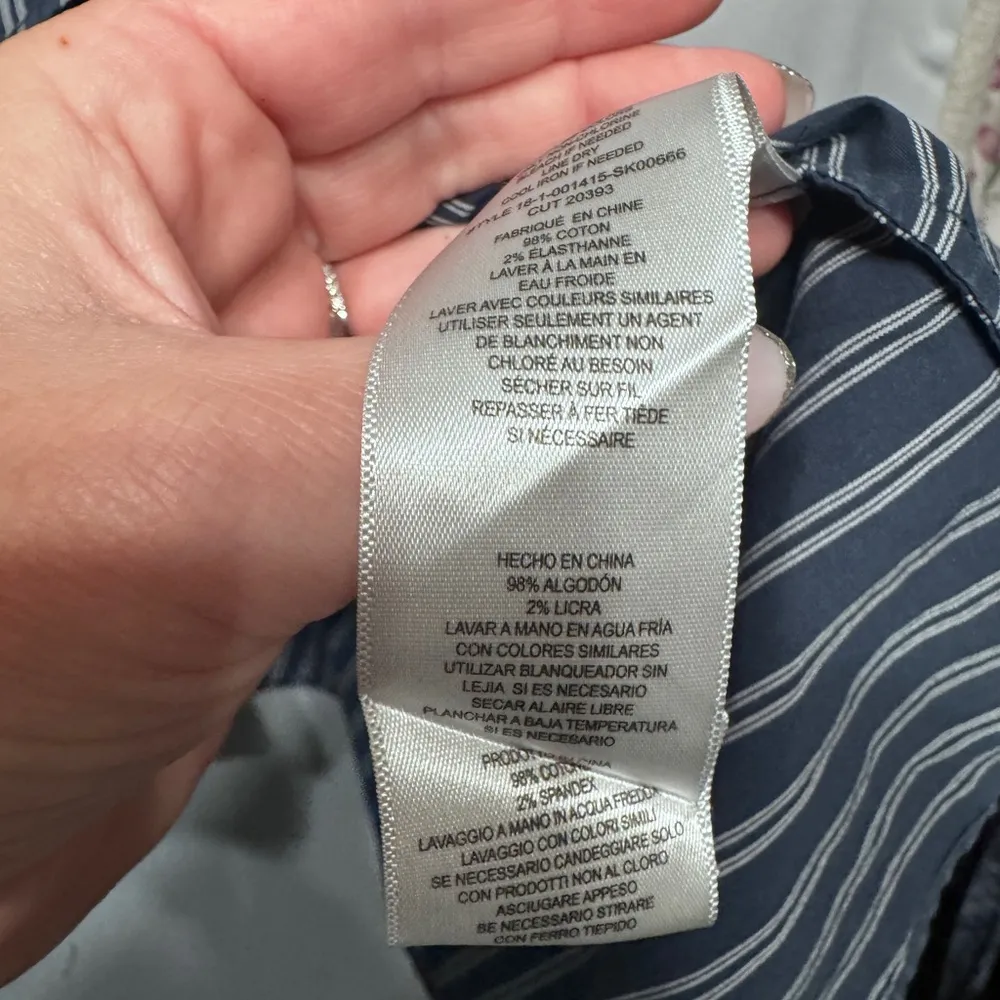 BLEACH IF NEEDED
LINE DRY
COOL IRON IF NEEDED
STYLE 18-1-001415-SK00666
CUT 20393
FABRIQUÉ EN CHINE
98% COTON
2% ÉLASTHANNE
LAVER À LA MAIN EN
EAU FROIDE
LAVER AVEC COULEURS SIMILAIRES
UTILISER SEULEMENT UN AGENT
DE BLANCHIMENT NON
CHLORÉ AU BESOIN
SÉCHER SUR FIL
REPASSER À FER TIÈDE
SI NÉCESSAIRE
HECHO EN CHINA
98% ALGODÓN
2% LICRA
LAVAR A MANO EN AGUA FRÍA
CON COLORES SIMILARES
UTILIZAR BLANQUEADOR SIN
LEJIA SI ES NECESARIO
SECAR AL AIRE LIBRE
PLANCHAR A BAJA TEMPERATURA
SI ES NECESARIO
98%
2% SPANDEX
LAVAGGIO A MANO IN ACQUA FREDDA
LAVAGGIO CON COLORI SIMILI
SE NECESSARIO CANDEGGIARE SOLO
CON PRODOTTI NON AL CLORO
ASCIUGARE APPESO
SE NECESSARIO STIRARE
CON FERRO TIEPIDO